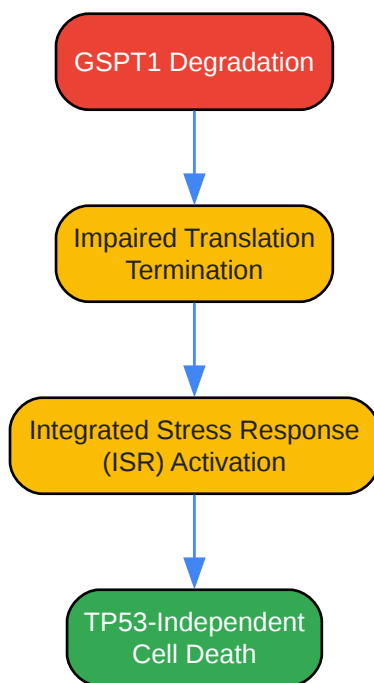 GSPT1 Degradation
Impaired Translation
Termination
Integrated Stress Response
(ISR) Activation
TP53-Independent
Cell Death